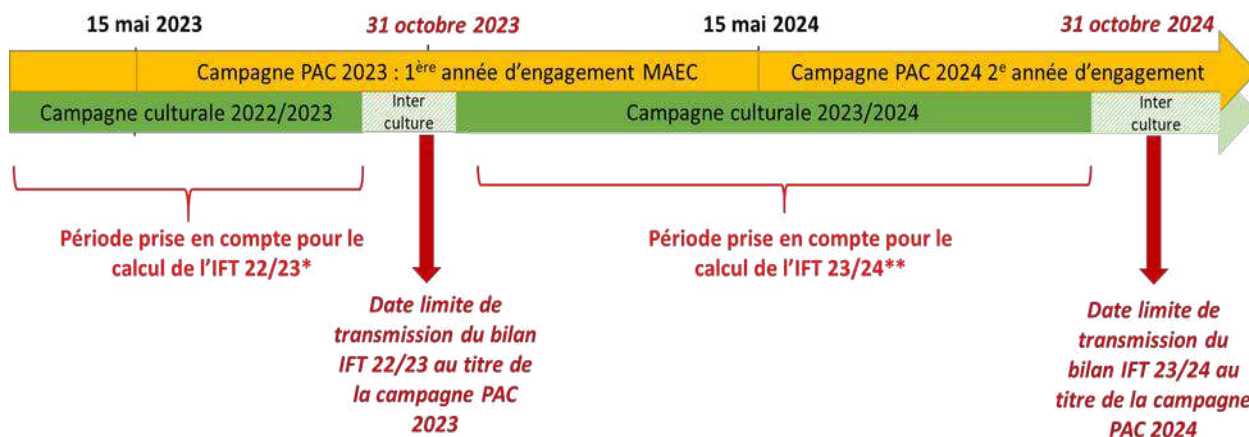 15 mai 2023
31 octobre 2023
15 mai 2024
31 octobre 2024
Campagne PAC 2023 : 1ère année d’engagement MAEC
Campagne PAC 2024 2e année d’engagement
Campagne culturale 2022/2023
Inter
culture
Campagne culturale 2023/2024
Inter
culture
Période prise en compte pour le
calcul de l’IFT 22/23*
Période prise en compte pour le
calcul de l’IFT 23/24**
Date limite de
transmission du bilan
IFT 22/23 au titre de
la campagne PAC
2023
Date limite de
transmission du
bilan IFT 23/24 au
titre de la campagne
PAC 2024